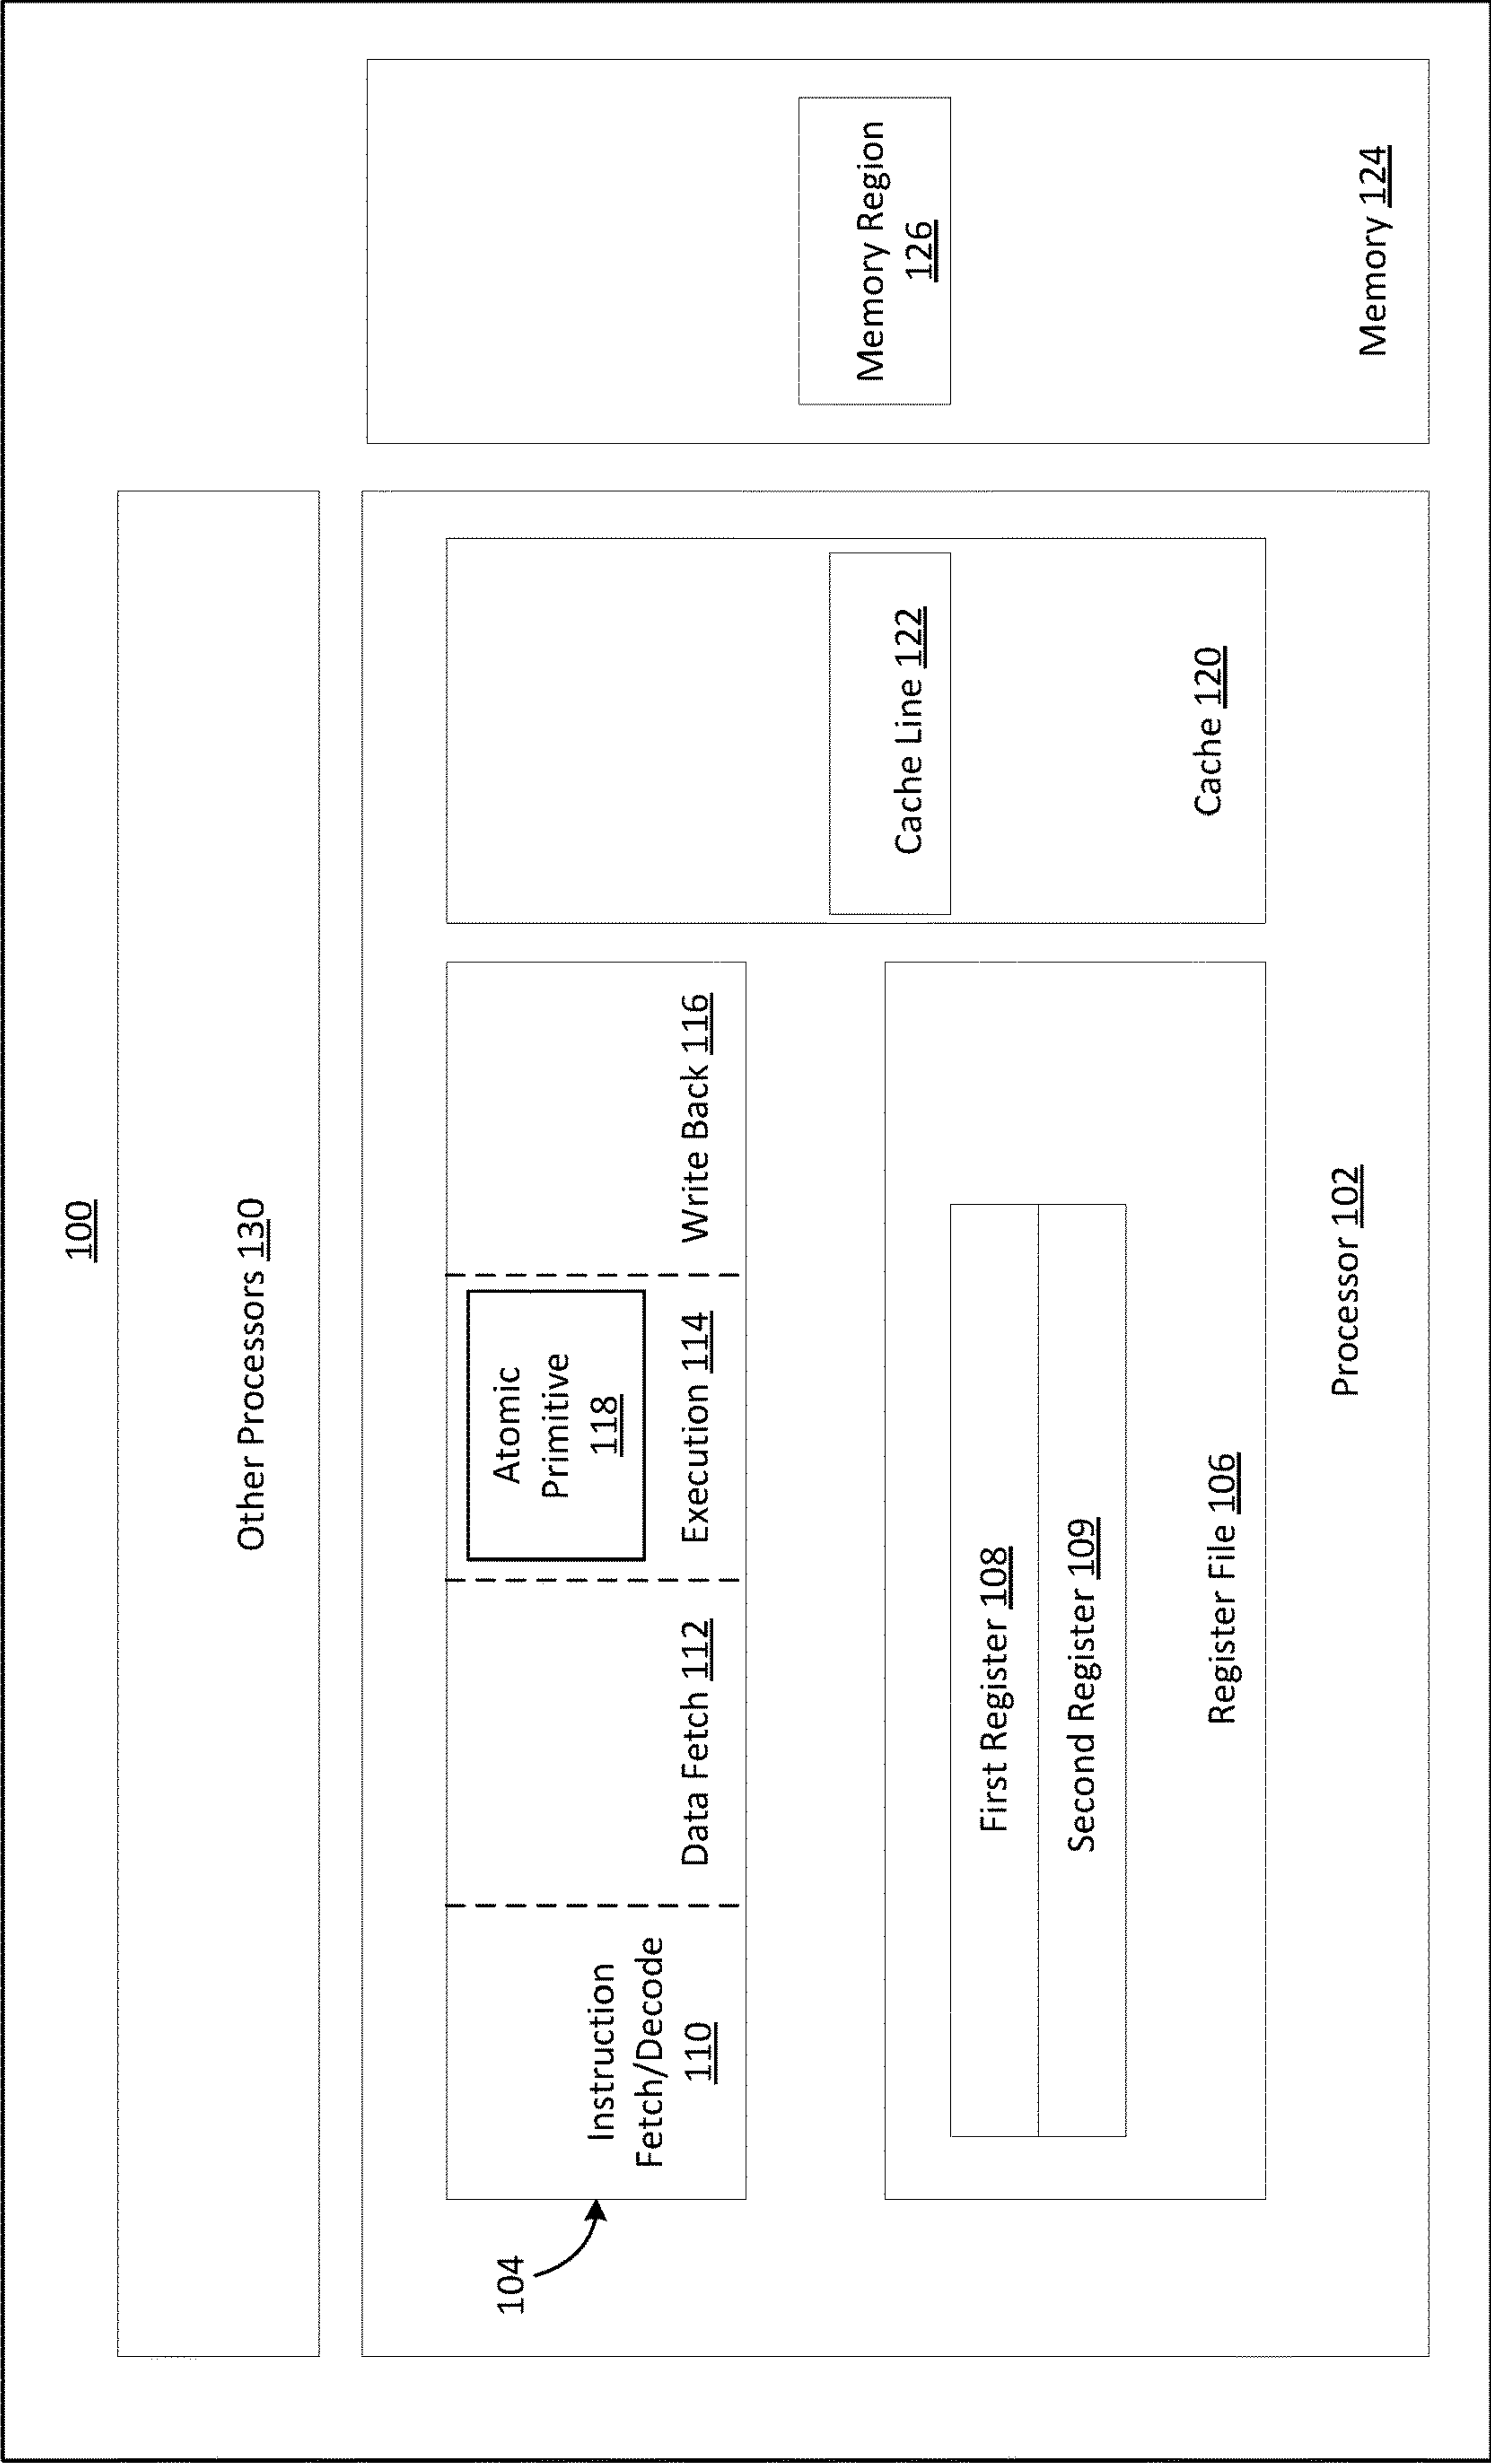 100
Other Processors 130
104
Instruction
Fetch/Decode
110
Data Fetch 112
Atomic
Primitive
118
Execution 114
Write Back 116
First Register 108
Second Register 109
Register File 106
Cache Line 122
Cache 120
Processor 102
Memory Region
126
Memory 124